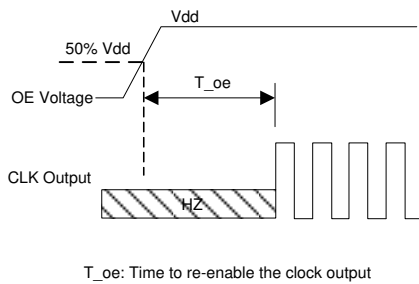 Vdd
50% Vdd
T_oe
OE Voltage
CLK Output
HZ
T_oe: Time to re-enable the clock output